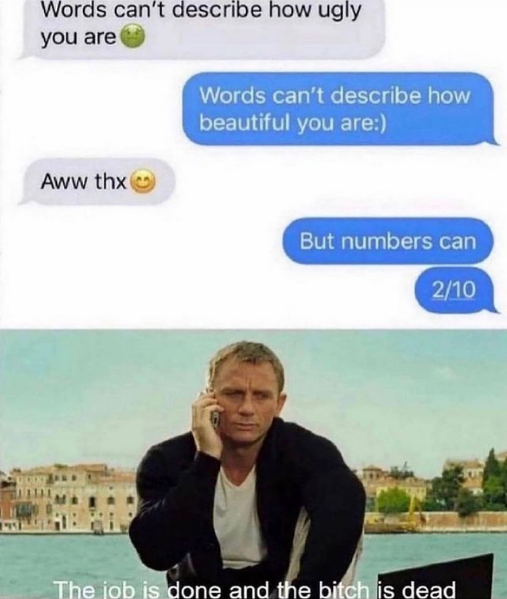 Words can't describe how ugly
you are🤢
Words can't describe how
beautiful you are:)
Aww thx😊
But numbers can
2/10
The job is done and the bitch is dead